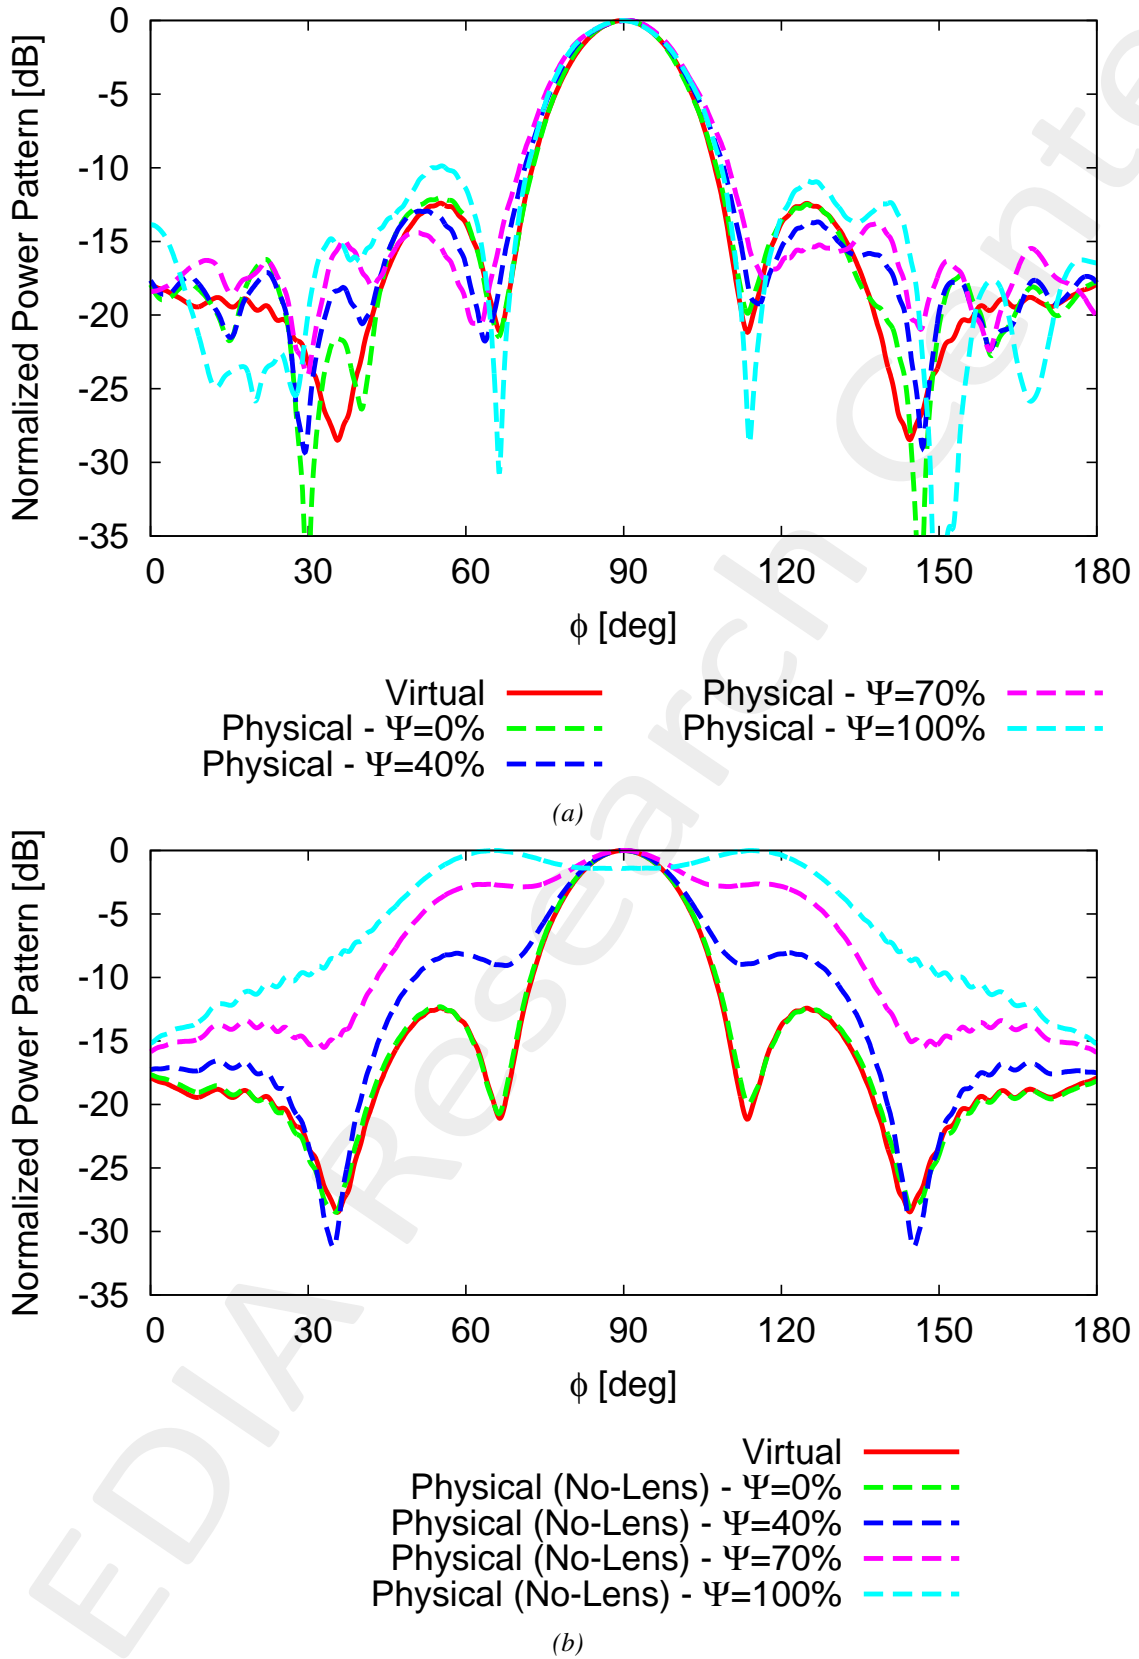 Normalized Power Pattern [dB]
0
-5
-10
-15
-20
-25
-30
-35
0 30 60 90 120 150 180
ϕ [deg]
Virtual
Physical - Ψ=0%
Physical - Ψ=40%
Physical - Ψ=70%
Physical - Ψ=100%
(a)
Normalized Power Pattern [dB]
0
-5
-10
-15
-20
-25
-30
-35
0 30 60 90 120 150 180
ϕ [deg]
Virtual
Physical (No-Lens) - Ψ=0%
Physical (No-Lens) - Ψ=40%
Physical (No-Lens) - Ψ=70%
Physical (No-Lens) - Ψ=100%
(b)
EDIA Research Cente